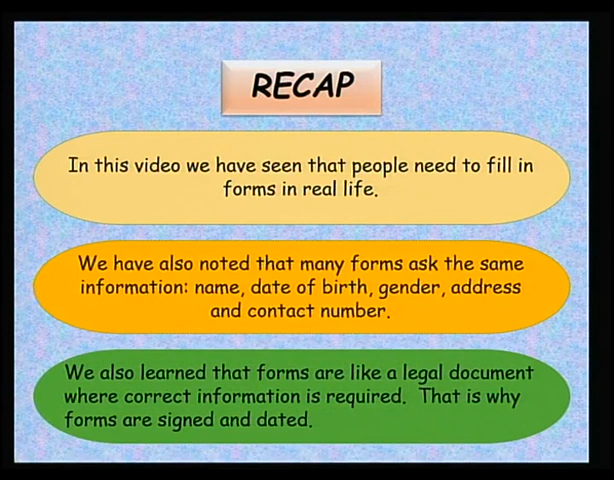 RECAP
In this video we have seen that people need to fill in
forms in real life.
We have also noted that many forms ask the same
information: name, date of birth, gender, address
and contact number.
We also learned that forms are like a legal document
where correct information is required.  That is why
forms are signed and dated.